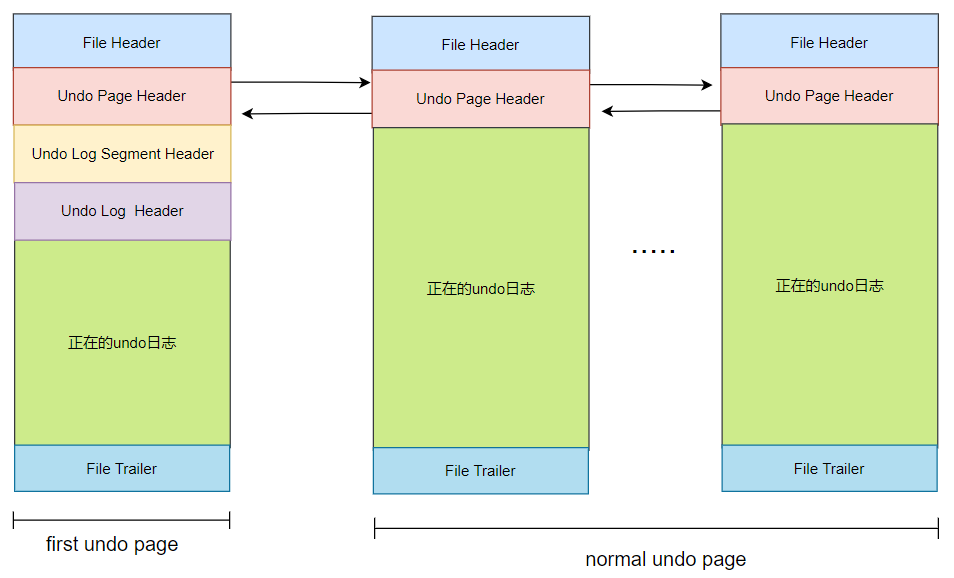 File Header
Undo Page Header
Undo Log Segment Header
Undo Log  Header
正在的undo日志
File Trailer
first undo page
File Header
Undo Page Header
正在的undo日志
File Trailer
.....
File Header
Undo Page Header
正在的undo日志
File Trailer
normal undo page